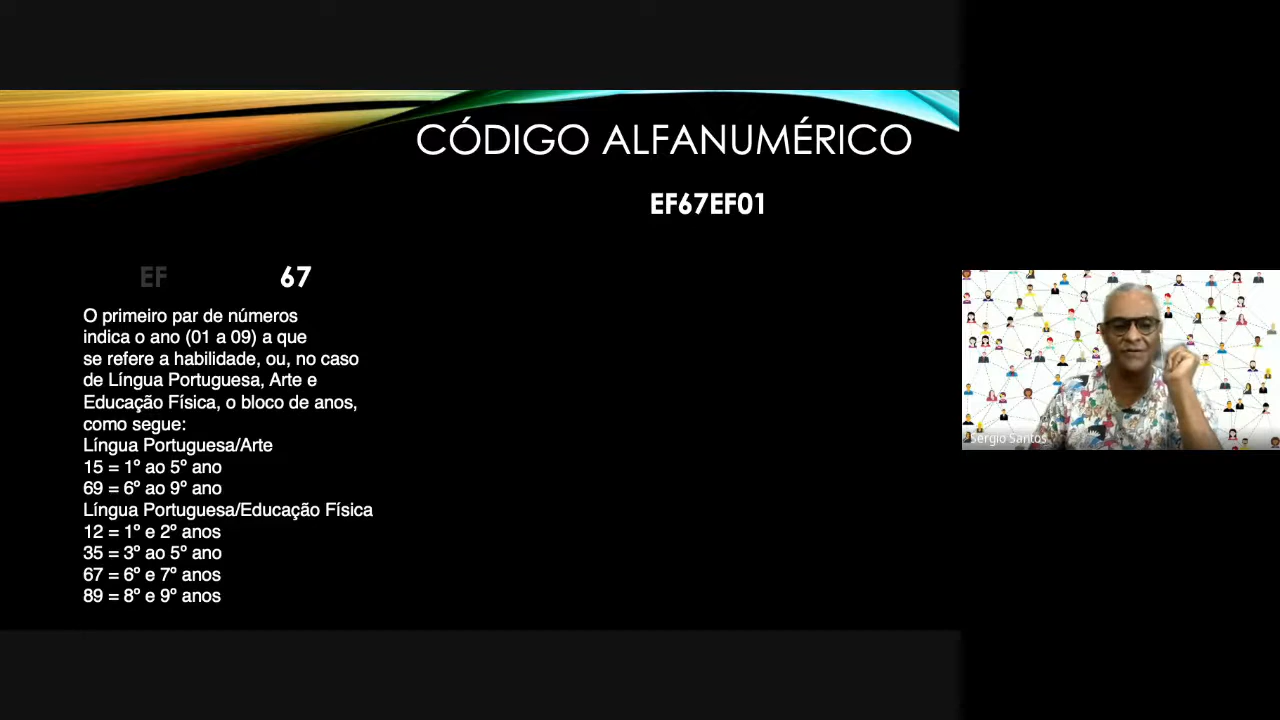 CÓDIGO ALFANUMÉRICO
EF67EF01
EF 67
O primeiro par de números
indica o ano (01 a 09) a que
se refere a habilidade, ou, no caso
de Língua Portuguesa, Arte e
Educação Física, o bloco de anos,
como segue:
Língua Portuguesa/Arte
15 = 1º ao 5º ano
69 = 6º ao 9º ano
Língua Portuguesa/Educação Física
12 = 1º e 2º anos
35 = 3º ao 5º ano
67 = 6º e 7º anos
89 = 8º e 9º anos
Sergio Santos